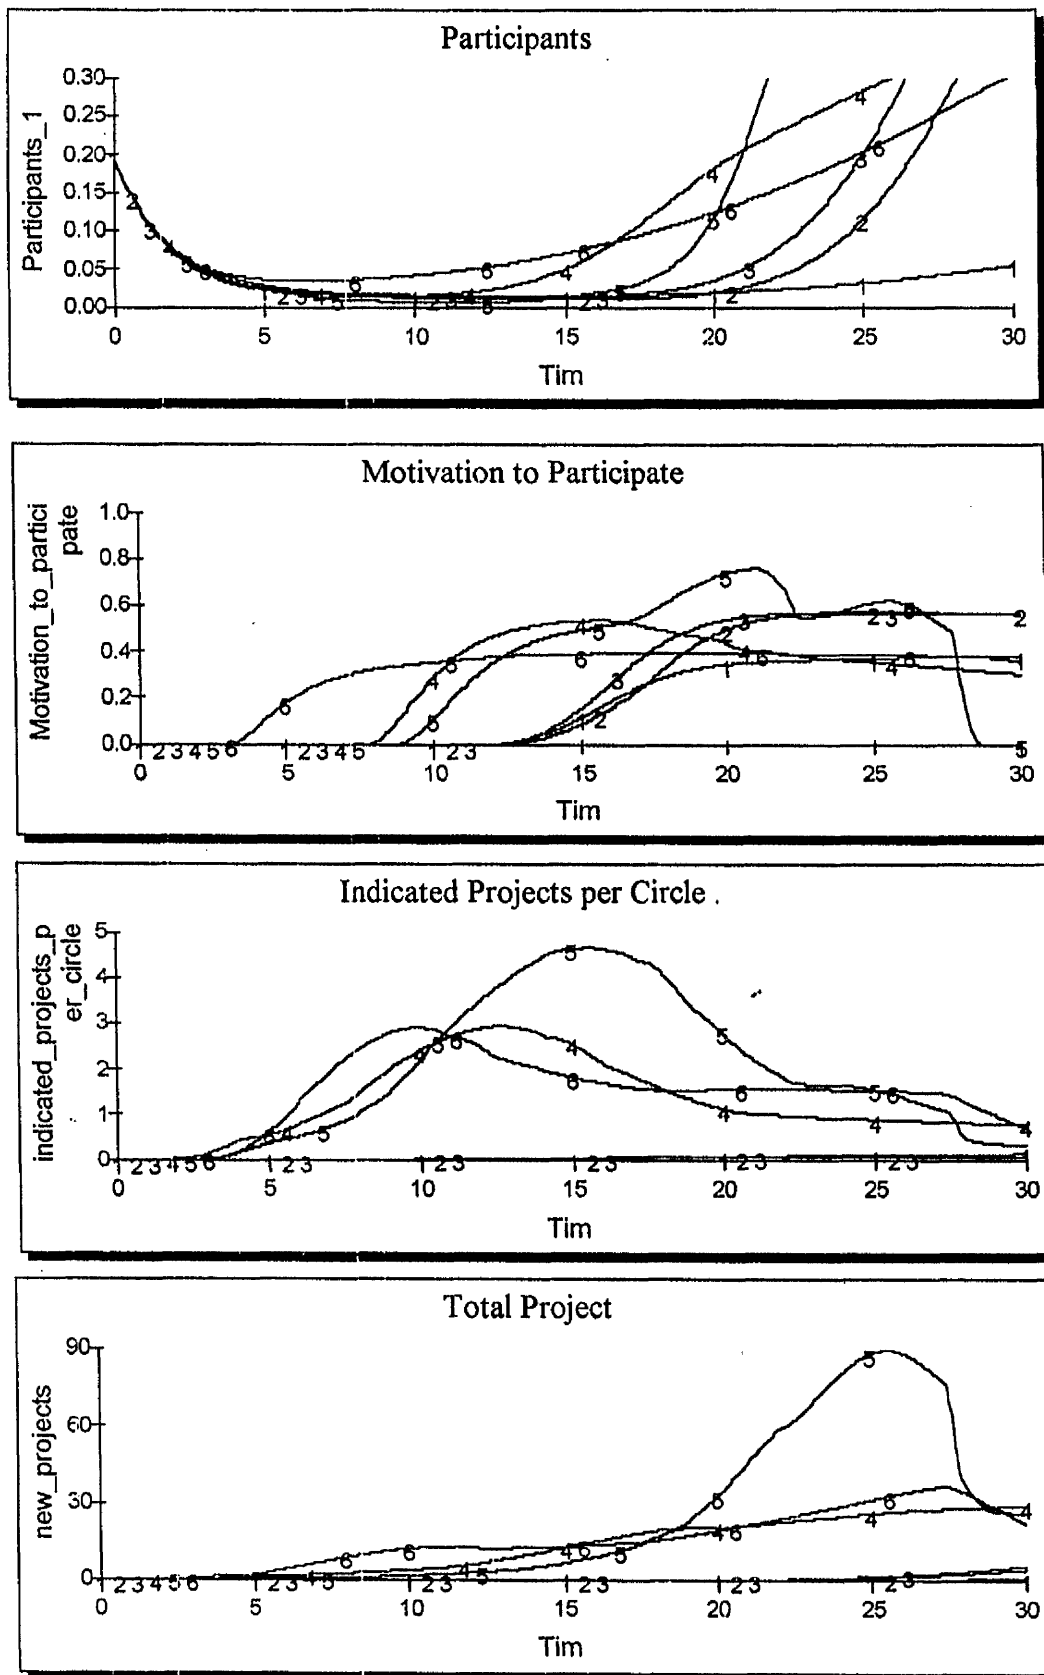 Participants
Participants_1
0.30
0.25
0.20
0.15
0.10
0.05
0.00
0 5 10 15 20 25 30
Tim
Motivation to Participate
Motivation_to_partici
pate
1.0
0.8
0.6
0.4
0.2
0.0
0 5 10 15 20 25 30
Tim
Indicated Projects per Circle .
indicated_projects_p
er_circle
5
4
3
2
1
0
0 5 10 15 20 25 30
Tim
Total Project
new_projects
90
60
30
0
0 5 10 15 20 25 30
Tim